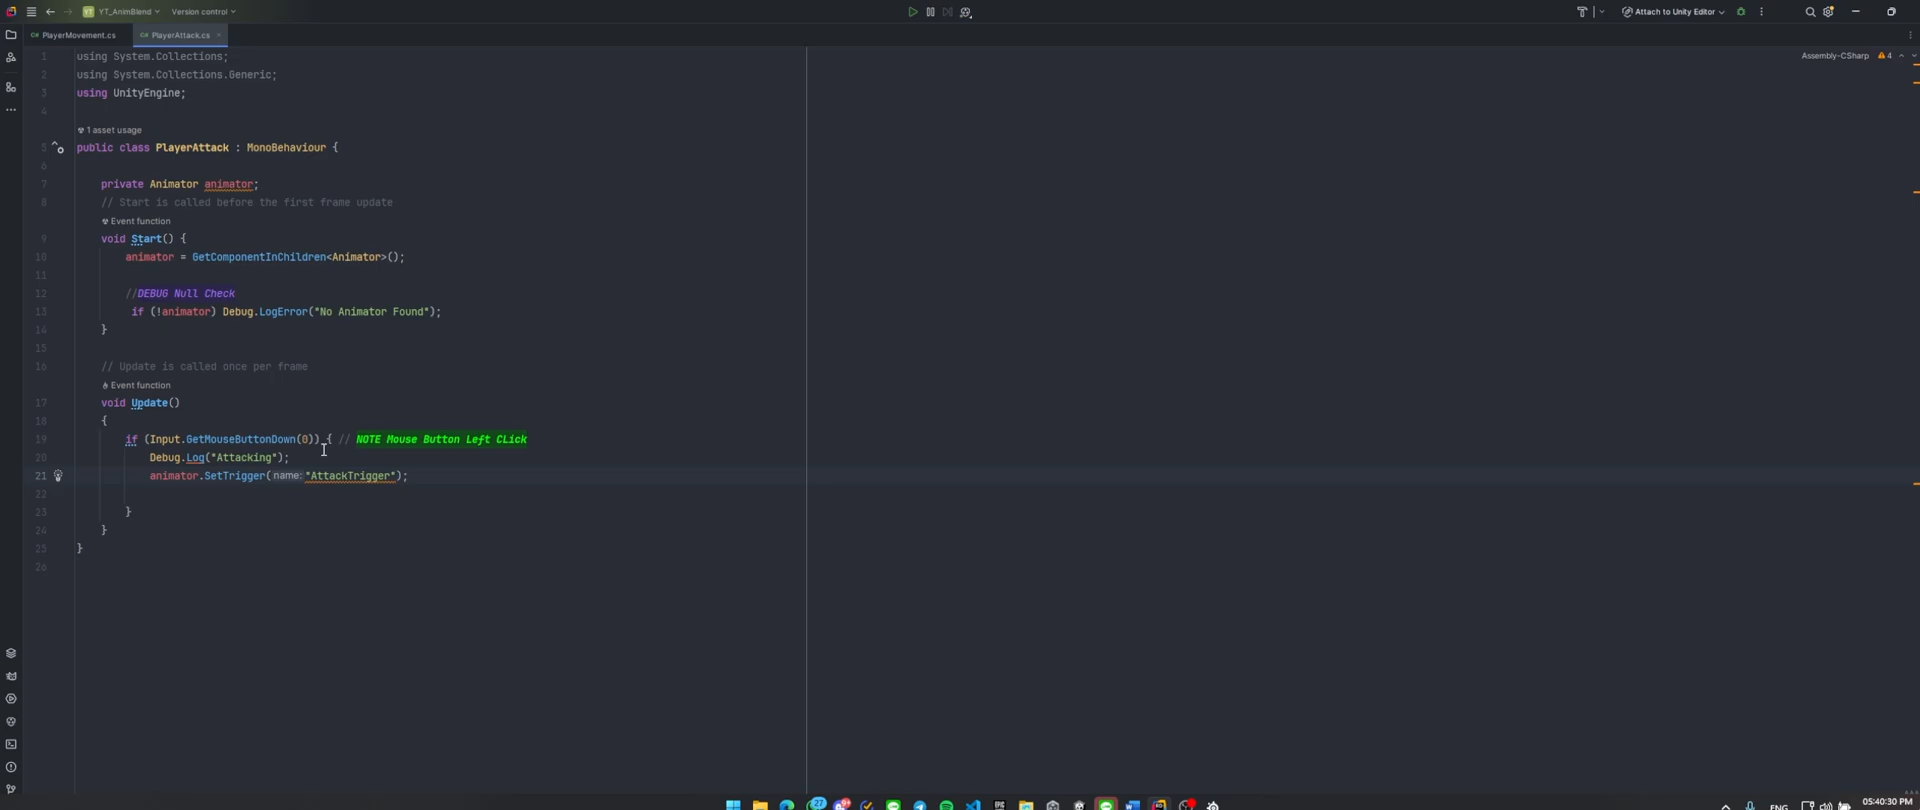 YT YT_AnimBlend Version control Attach to Unity Editor
PlayerMovement.cs PlayerAttack.cs
1 using System.Collections;
Assembly-CSharp 4
2 using System.Collections.Generic;
3 using UnityEngine;
4
1 asset usage
5 public class PlayerAttack : MonoBehaviour {
6
7 private Animator animator;
8 // Start is called before the first frame update
Event function
9 void Start() {
10 animator = GetComponentInChildren<Animator>();
11
12 //DEBUG Null Check
13 if (!animator) Debug.LogError("No Animator Found");
14 }
15
16 // Update is called once per frame
Event function
17 void Update()
18 {
19 if (Input.GetMouseButtonDown(0)) { // NOTE Mouse Button Left CLick
20 Debug.Log("Attacking");
21 animator.SetTrigger( name: "AttackTrigger");
22
23 }
24 }
25 }
26
27 ENG 05:40:30 PM